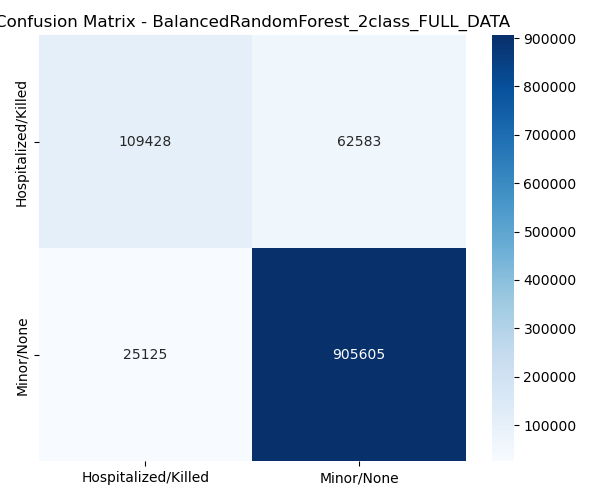 Confusion Matrix - BalancedRandomForest_2class_FULL_DATA
Hospitalized/Killed
109428
62583
Minor/None
25125
905605
Hospitalized/Killed
Minor/None
900000
800000
700000
600000
500000
400000
300000
200000
100000